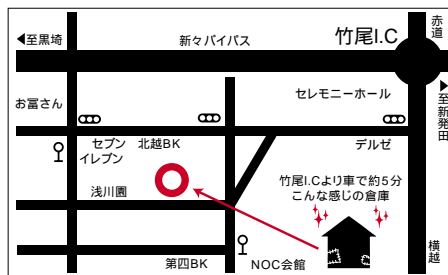 ◀至黒埼
新々バイパス
竹尾I.C
赤道
▶至新発田
お冨さん
セレモニーホール
セブン
イレブン
北越BK
デルゼ
浅川園
竹尾I.Cより車で約5分
こんな感じの倉庫
第四BK
NOC会館
横越